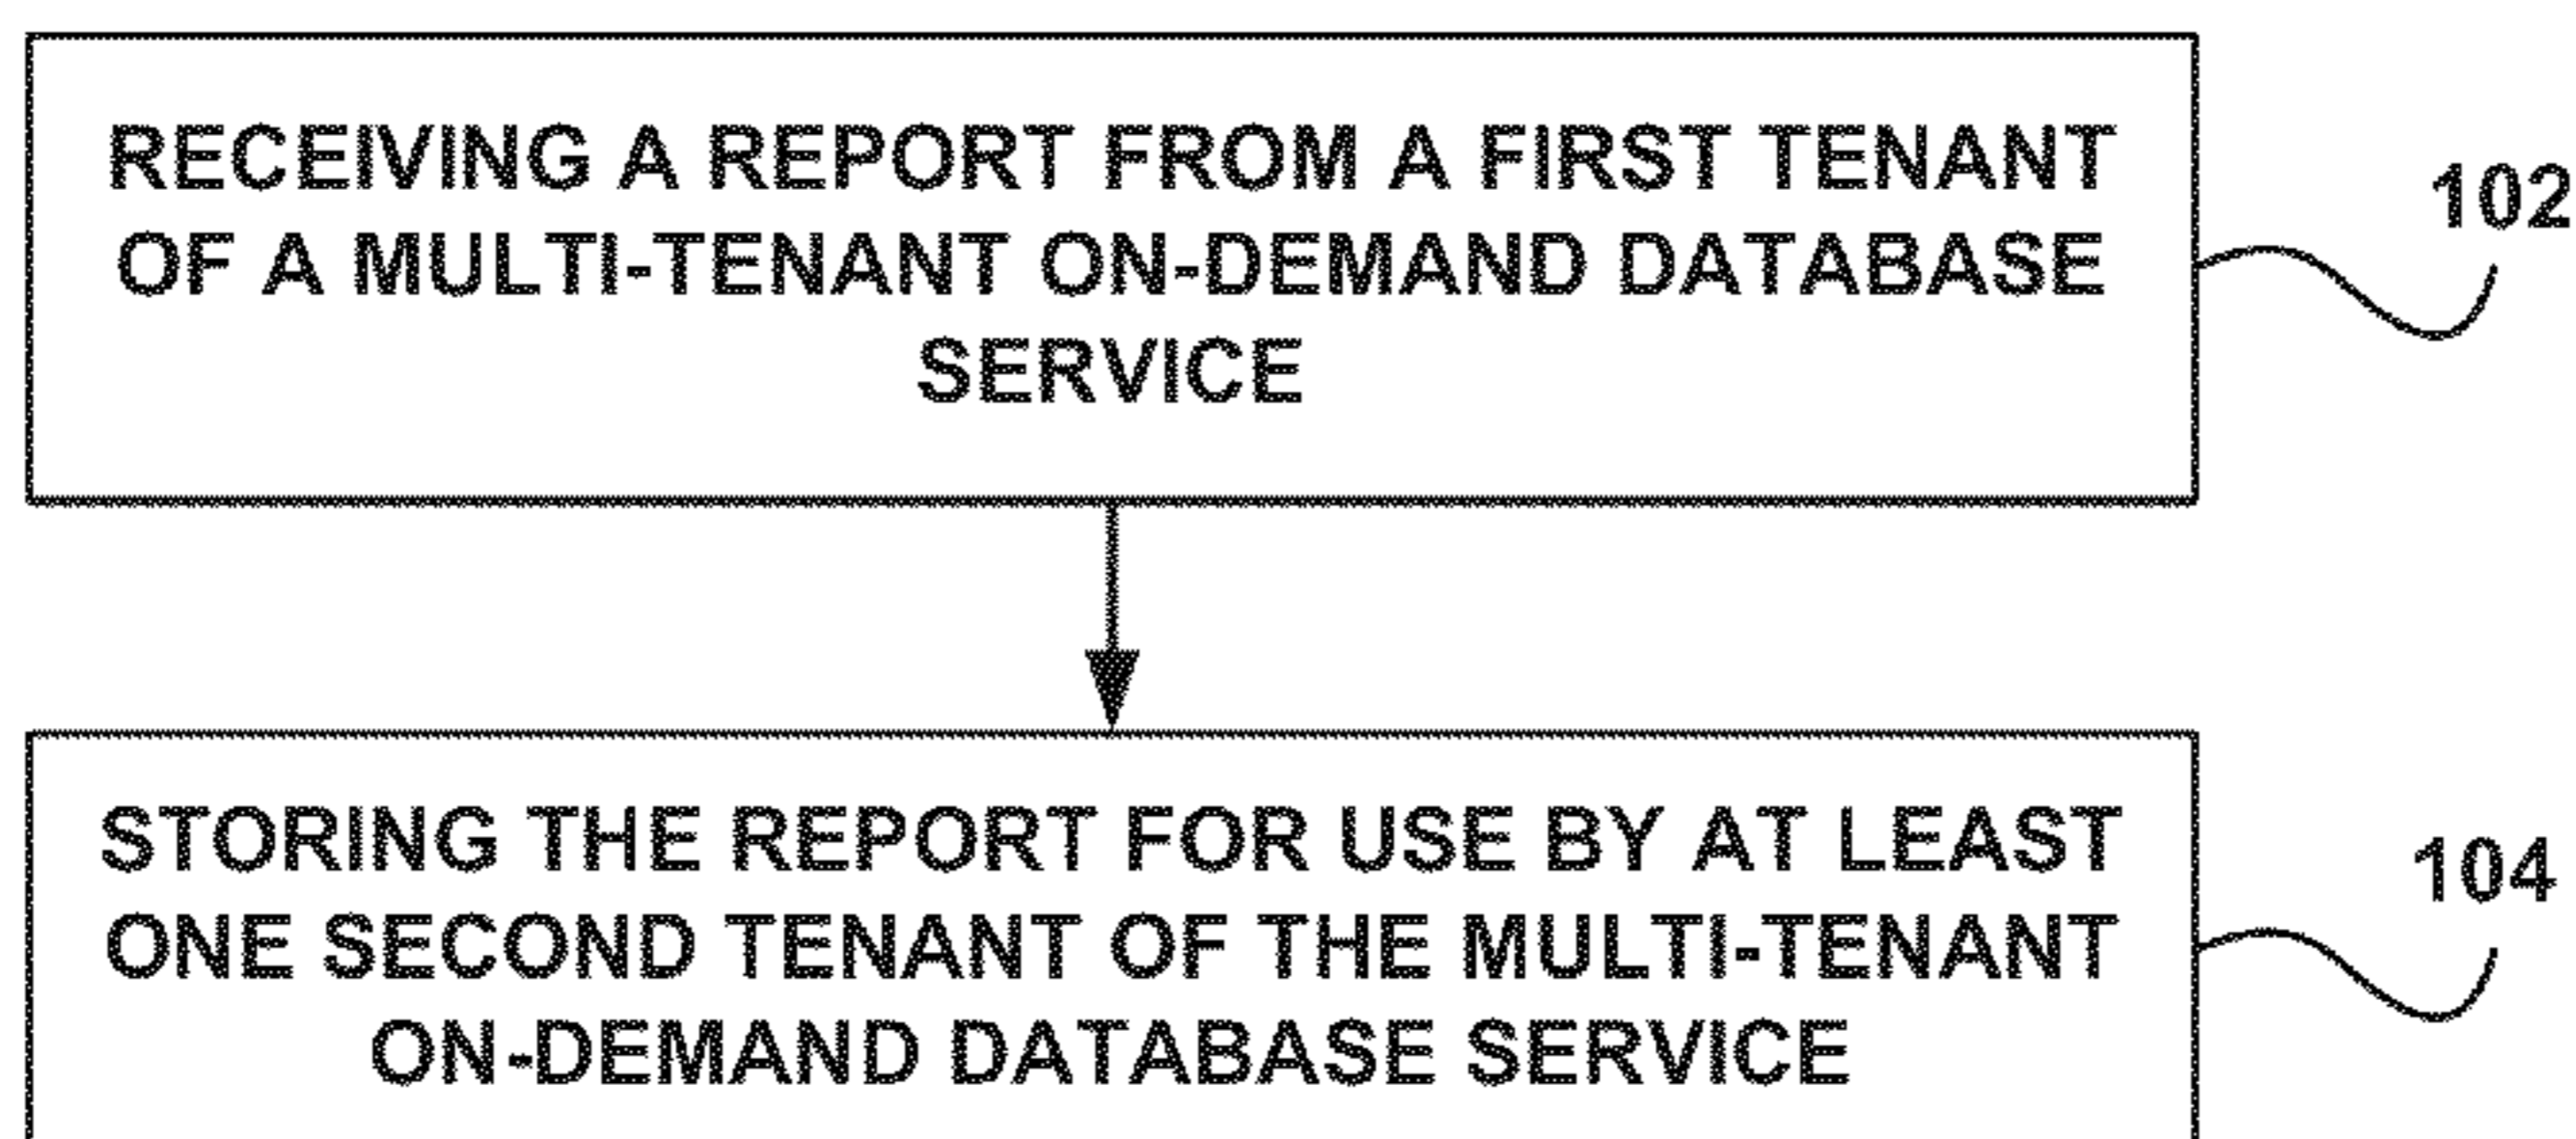 RECEIVING A REPORT FROM A FIRST TENANT
OF A MULTI-TENANT ON-DEMAND DATABASE
SERVICE
102
STORING THE REPORT FOR USE BY AT LEAST
ONE SECOND TENANT OF THE MULTI-TENANT
ON-DEMAND DATABASE SERVICE
104